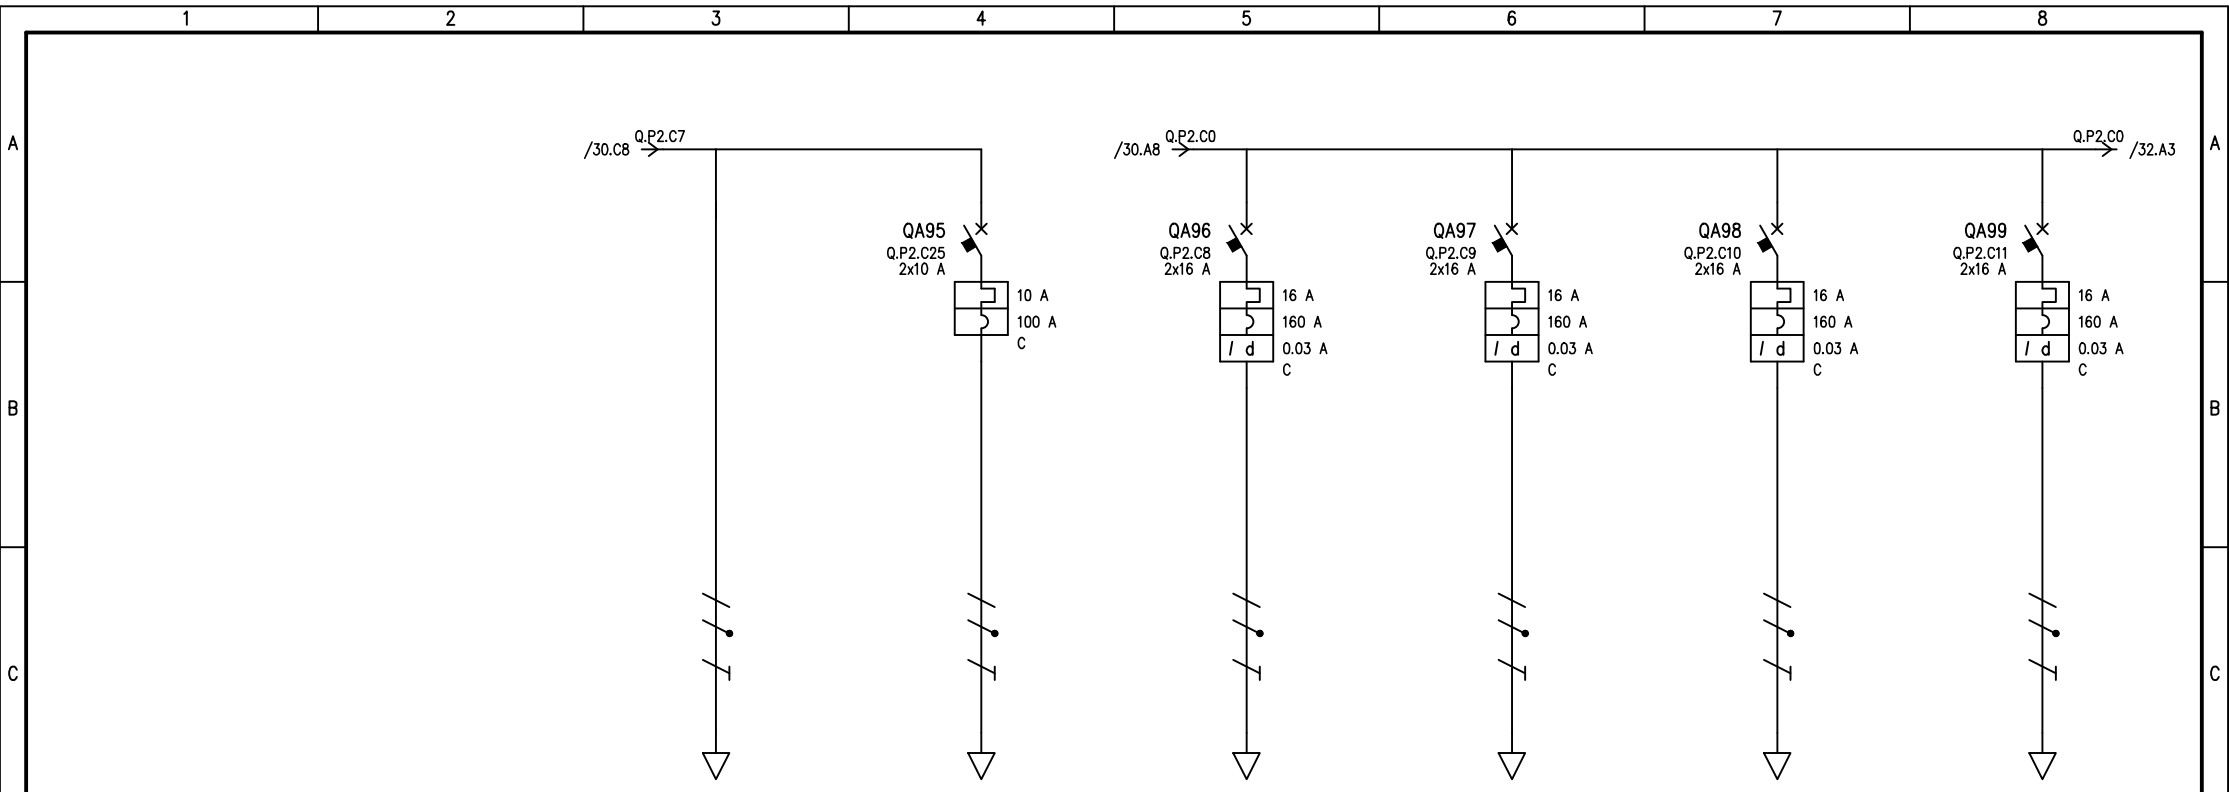 1 2 3 4 5 6 7 8
A A
Q.P2.C7 Q.P2.C0 Q.P2.C0
/30.C8 /30.A8 /32.A3
QA95 QA96 QA97 QA98 QA99
Q.P2.C25 Q.P2.C8 Q.P2.C9 Q.P2.C10 Q.P2.C11
2x10 A 2x16 A 2x16 A 2x16 A 2x16 A
10 A 16 A 16 A 16 A 16 A
100 A 160 A 160 A 160 A 160 A
C I d 0.03 A I d 0.03 A I d 0.03 A I d 0.03 A
C C C C
B B
C C